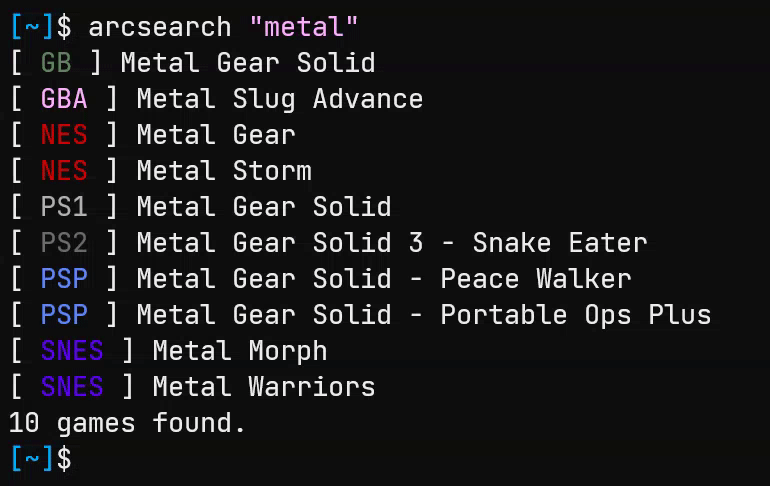 [~]$ arcsearch "metal"
[ GB ] Metal Gear Solid
[ GBA ] Metal Slug Advance
[ NES ] Metal Gear
[ NES ] Metal Storm
[ PS1 ] Metal Gear Solid
[ PS2 ] Metal Gear Solid 3 - Snake Eater
[ PSP ] Metal Gear Solid - Peace Walker
[ PSP ] Metal Gear Solid - Portable Ops Plus
[ SNES ] Metal Morph
[ SNES ] Metal Warriors
10 games found.
[~]$